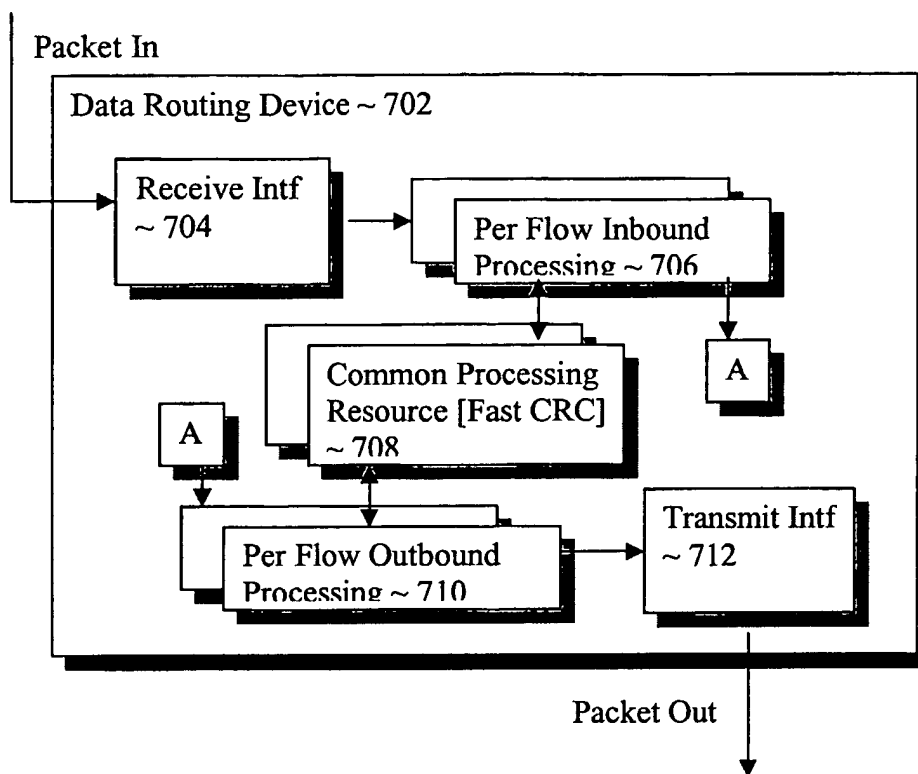 Packet In
Data Routing Device ~ 702
Receive Intf
~ 704
Per Flow Inbound
Processing ~ 706
A
Common Processing
Resource [Fast CRC]
~ 708
A
Per Flow Outbound
Processing ~ 710
Transmit Intf
~ 712
Packet Out